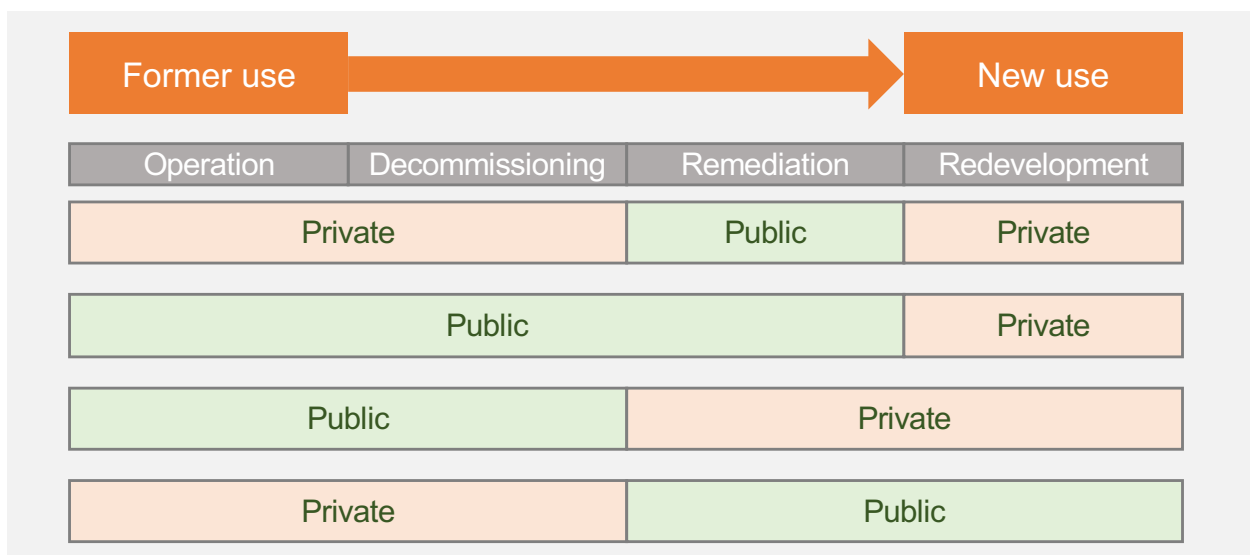 Former use
New use
Operation Decommissioning Remediation Redevelopment
Private Public Private
Public Private
Public Private
Private Public